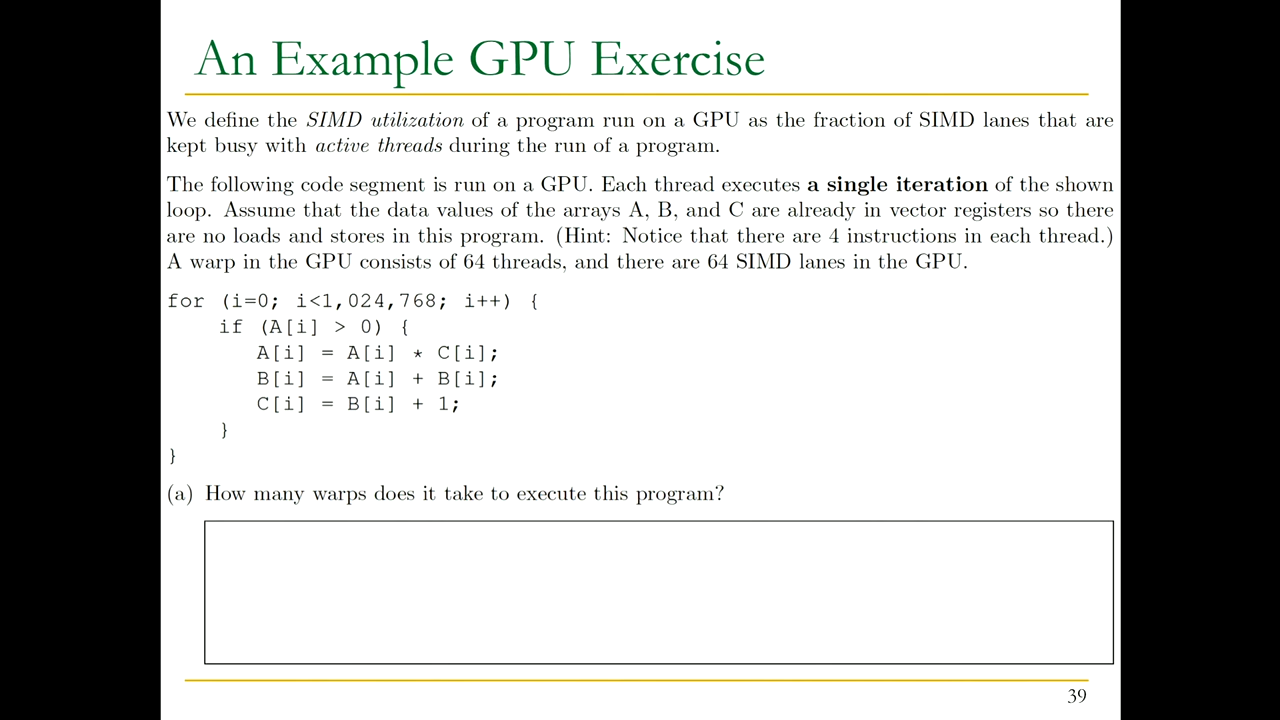 An Example GPU Exercise
We define the SIMD utilization of a program run on a GPU as the fraction of SIMD lanes that are
kept busy with active threads during the run of a program.
The following code segment is run on a GPU. Each thread executes a single iteration of the shown
loop. Assume that the data values of the arrays A, B, and C are already in vector registers so there
are no loads and stores in this program. (Hint: Notice that there are 4 instructions in each thread.)
A warp in the GPU consists of 64 threads, and there are 64 SIMD lanes in the GPU.
for (i=0; i<1,024,768; i++) {
    if (A[i] > 0) {
       A[i] = A[i] * C[i];
       B[i] = A[i] + B[i];
       C[i] = B[i] + 1;
    }
}
(a) How many warps does it take to execute this program?
39